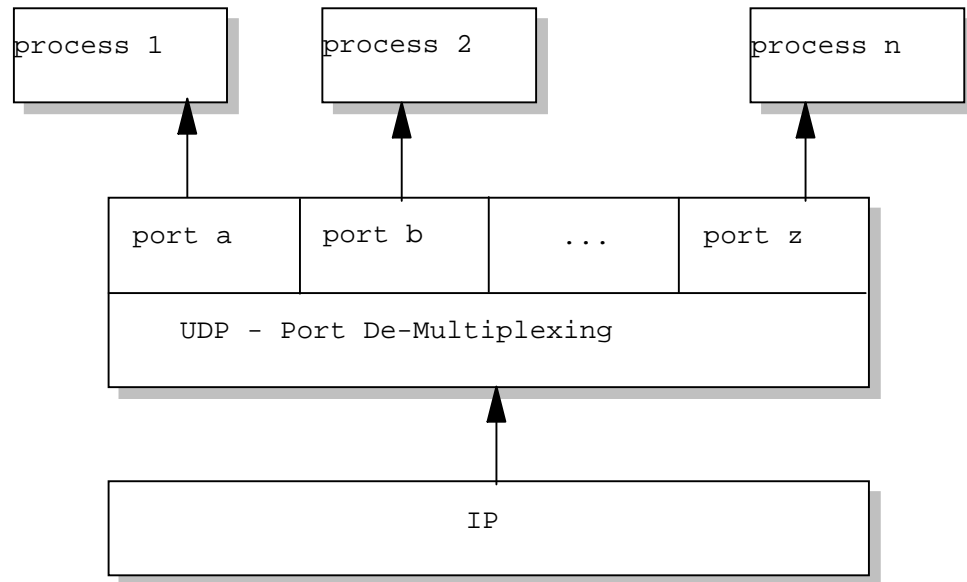 process 1
process 2
process n
port a
port b
...
port z
UDP - Port De-Multiplexing
IP